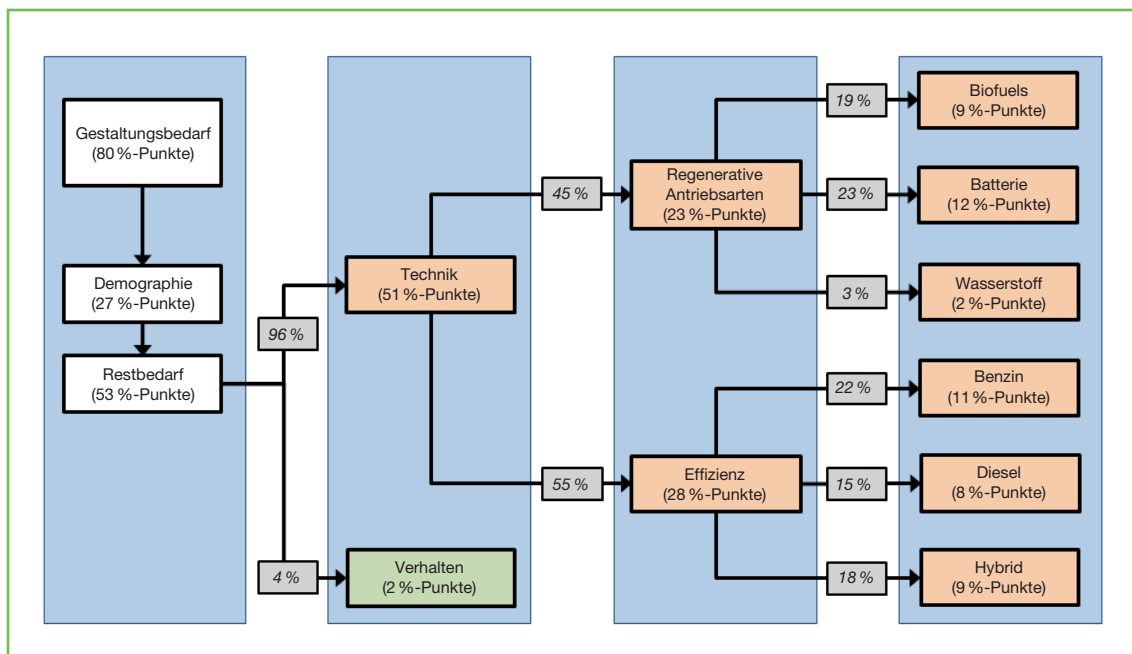 Gestaltungsbedarf
(80 %-Punkte)
Demographie
(27 %-Punkte)
Restbedarf
(53 %-Punkte)
96 %
4 %
Technik
(51 %-Punkte)
Verhalten
(2 %-Punkte)
45 %
55 %
Regenerative
Antriebsarten
(23 %-Punkte)
Effizienz
(28 %-Punkte)
19 %
23 %
3 %
22 %
15 %
18 %
Biofuels
(9 %-Punkte)
Batterie
(12 %-Punkte)
Wasserstoff
(2 %-Punkte)
Benzin
(11 %-Punkte)
Diesel
(8 %-Punkte)
Hybrid
(9 %-Punkte)